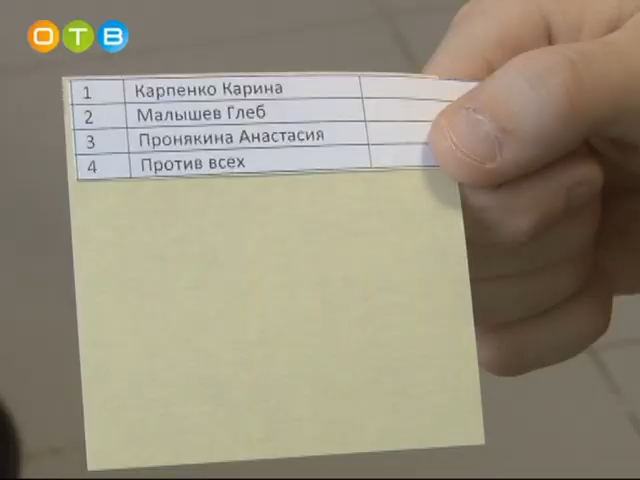 ОТВ
1 Карпенко Карина
2 Малышев Глеб
3 Пронякина Анастасия
4 Против всех